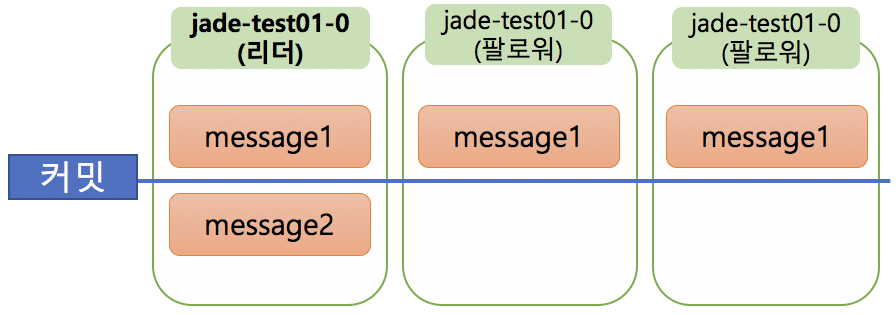 jade-test01-0
(리더)
jade-test01-0
(팔로워)
jade-test01-0
(팔로워)
message1
message1
message1
커밋
message2